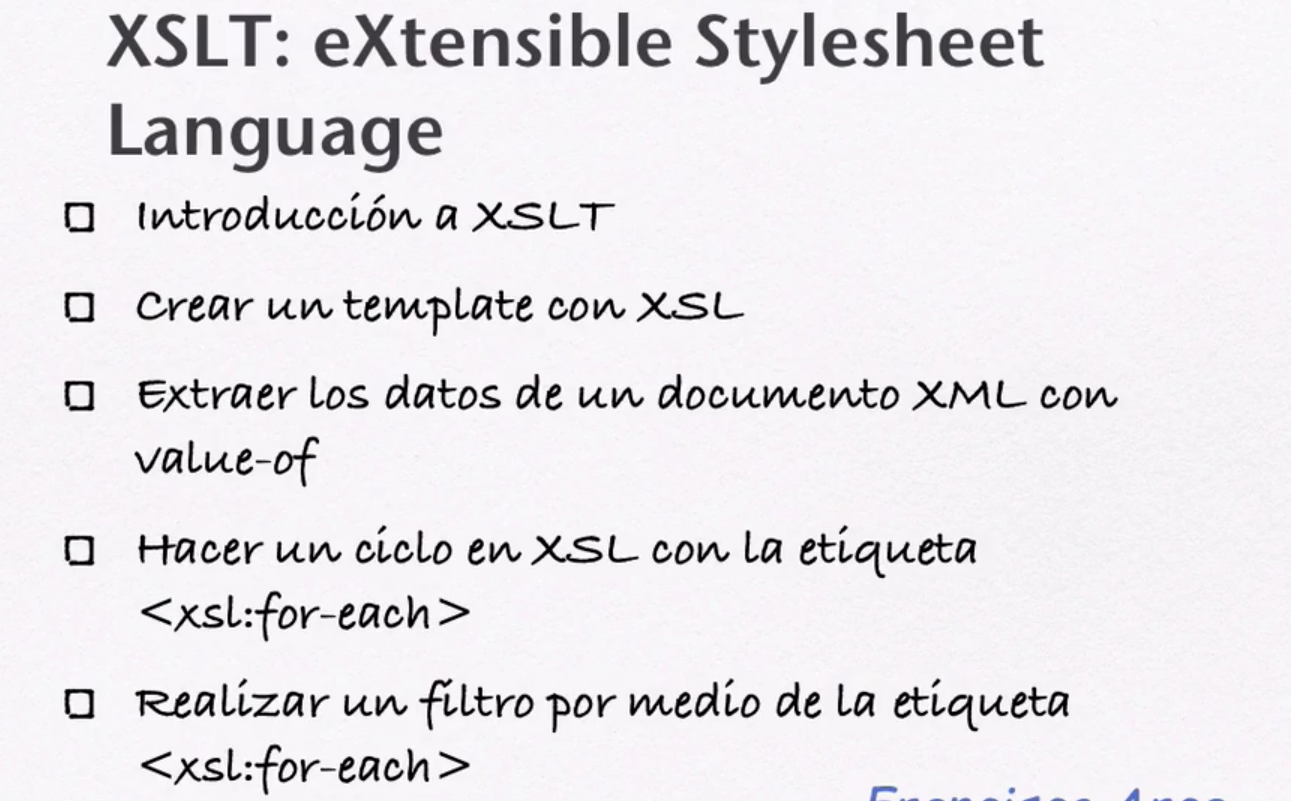 XSLT: eXtensible Stylesheet
Language
Introducción a XSLT
Crear un template con XSL
Extraer los datos de un documento XML con
value-of
Hacer un ciclo en XSL con la etiqueta
<xsl:for-each>
Realizar un filtro por medio de la etiqueta
<xsl:for-each>